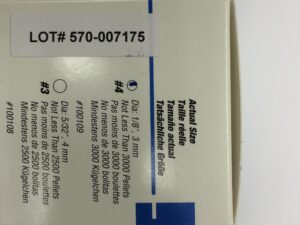 LOT# 570-007175
Actual Size
Taille réelle
Tamaño actual
Tatsächliche Größe
#4
Dia: 1/8", 3 mm
Not Less Than 3000 Pellets
Pas moins de 3000 boulettes
No menos de 3000 bolitas
Mindestens 3000 Kügelchen
#100109
#3
Dia: 5/32", 4 mm
Not Less Than 2500 Pellets
Pas moins de 2500 boulettes
No menos de 2500 bolitas
Mindestens 2500 Kügelchen
#100108